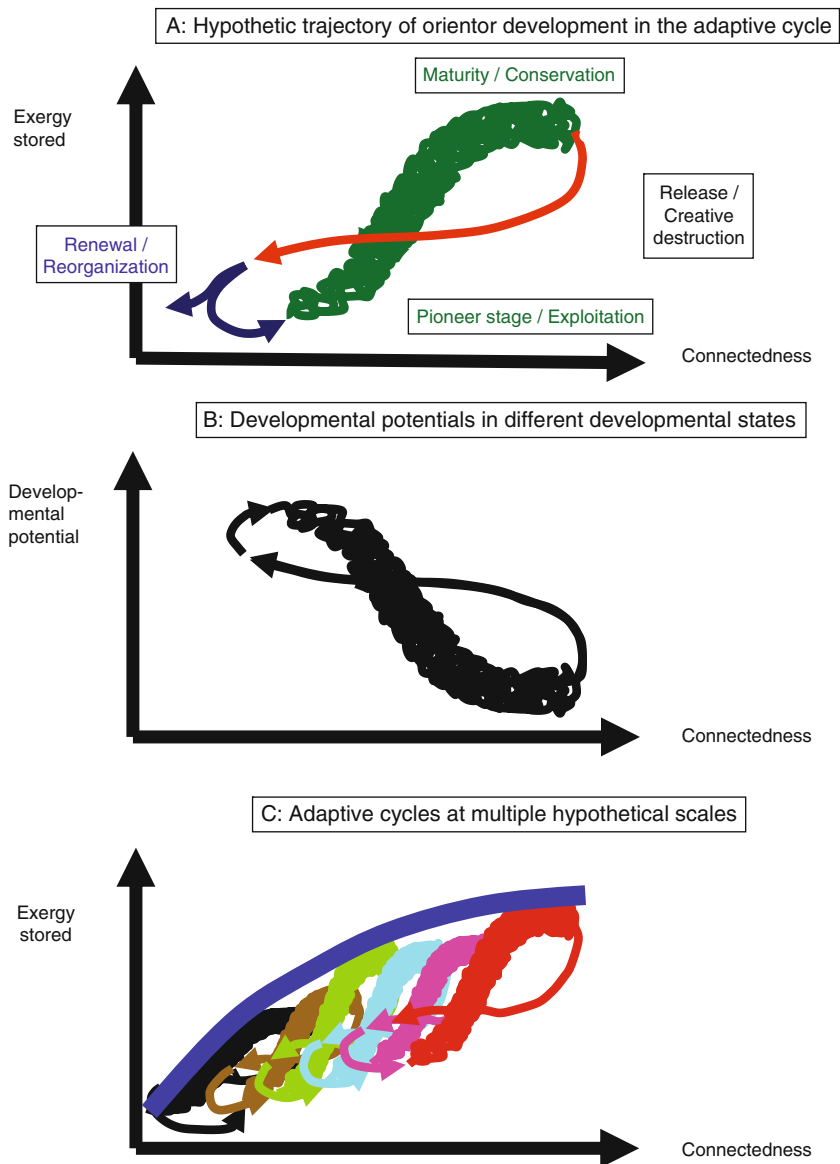 A: Hypothetic trajectory of orientor development in the adaptive cycle
Maturity / Conservation
Exergy
stored
Release /
Creative
destruction
Renewal /
Reorganization
Pioneer stage / Exploitation
Connectedness
B: Developmental potentials in different developmental states
Develop-
mental
potential
Connectedness
C: Adaptive cycles at multiple hypothetical scales
Exergy
stored
Connectedness